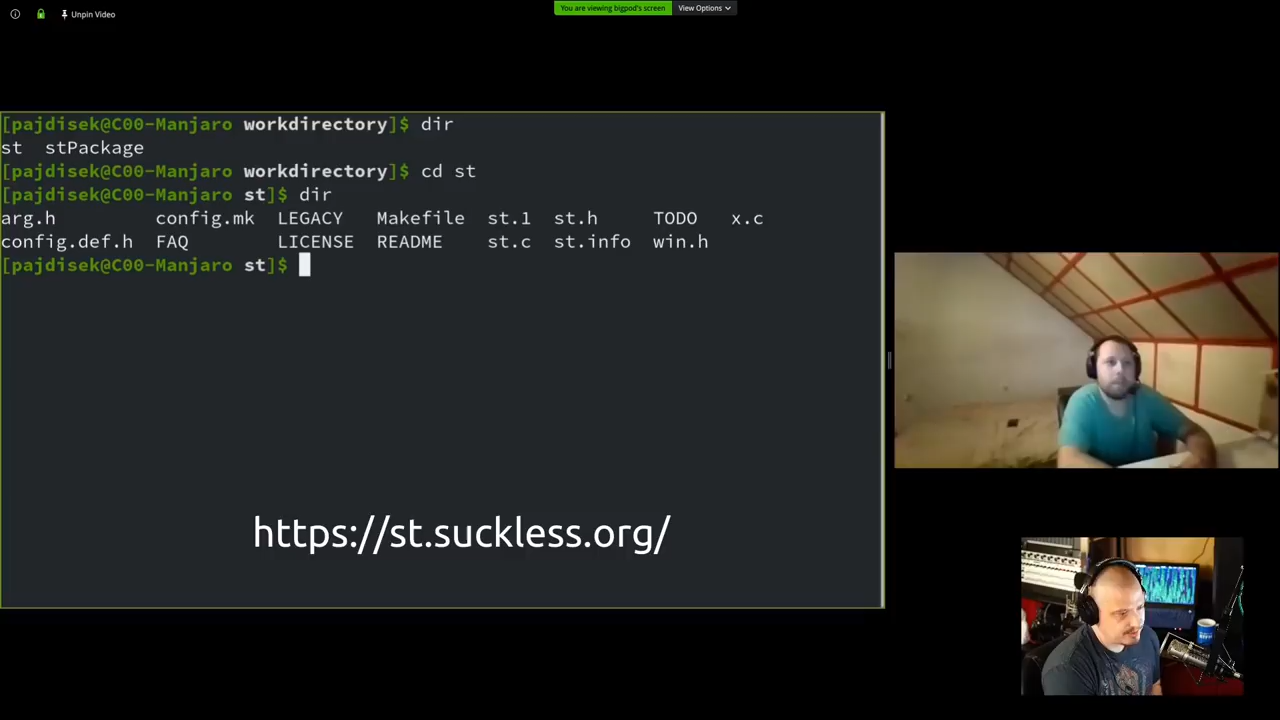 Unpin Video
You are viewing bigpod's screen
View Options
[pajdisek@C00-Manjaro workdirectory]$ dir
st  stPackage
[pajdisek@C00-Manjaro workdirectory]$ cd st
[pajdisek@C00-Manjaro st]$ dir
arg.h         config.mk  LEGACY   Makefile  st.1  st.h     TODO   x.c
config.def.h  FAQ        LICENSE  README    st.c  st.info  win.h
[pajdisek@C00-Manjaro st]$
https://st.suckless.org/